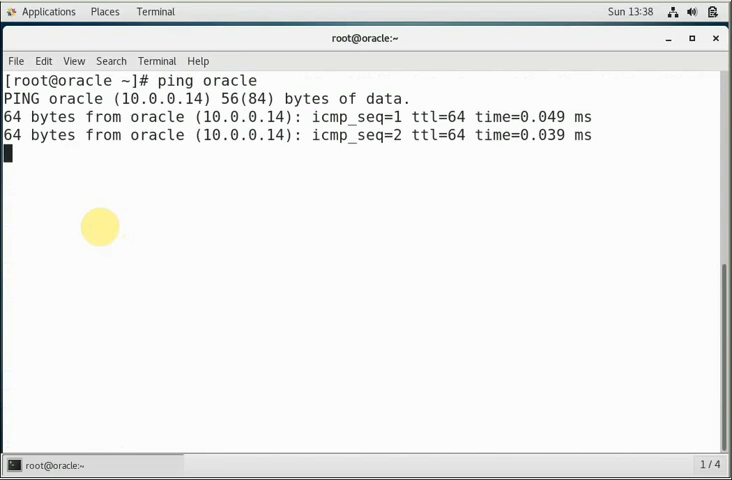 Applications Places Terminal Sun 13:38
root@oracle:~
File Edit View Search Terminal Help
[root@oracle ~]# ping oracle
PING oracle (10.0.0.14) 56(84) bytes of data.
64 bytes from oracle (10.0.0.14): icmp_seq=1 ttl=64 time=0.049 ms
64 bytes from oracle (10.0.0.14): icmp_seq=2 ttl=64 time=0.039 ms
root@oracle:~ 1 / 4